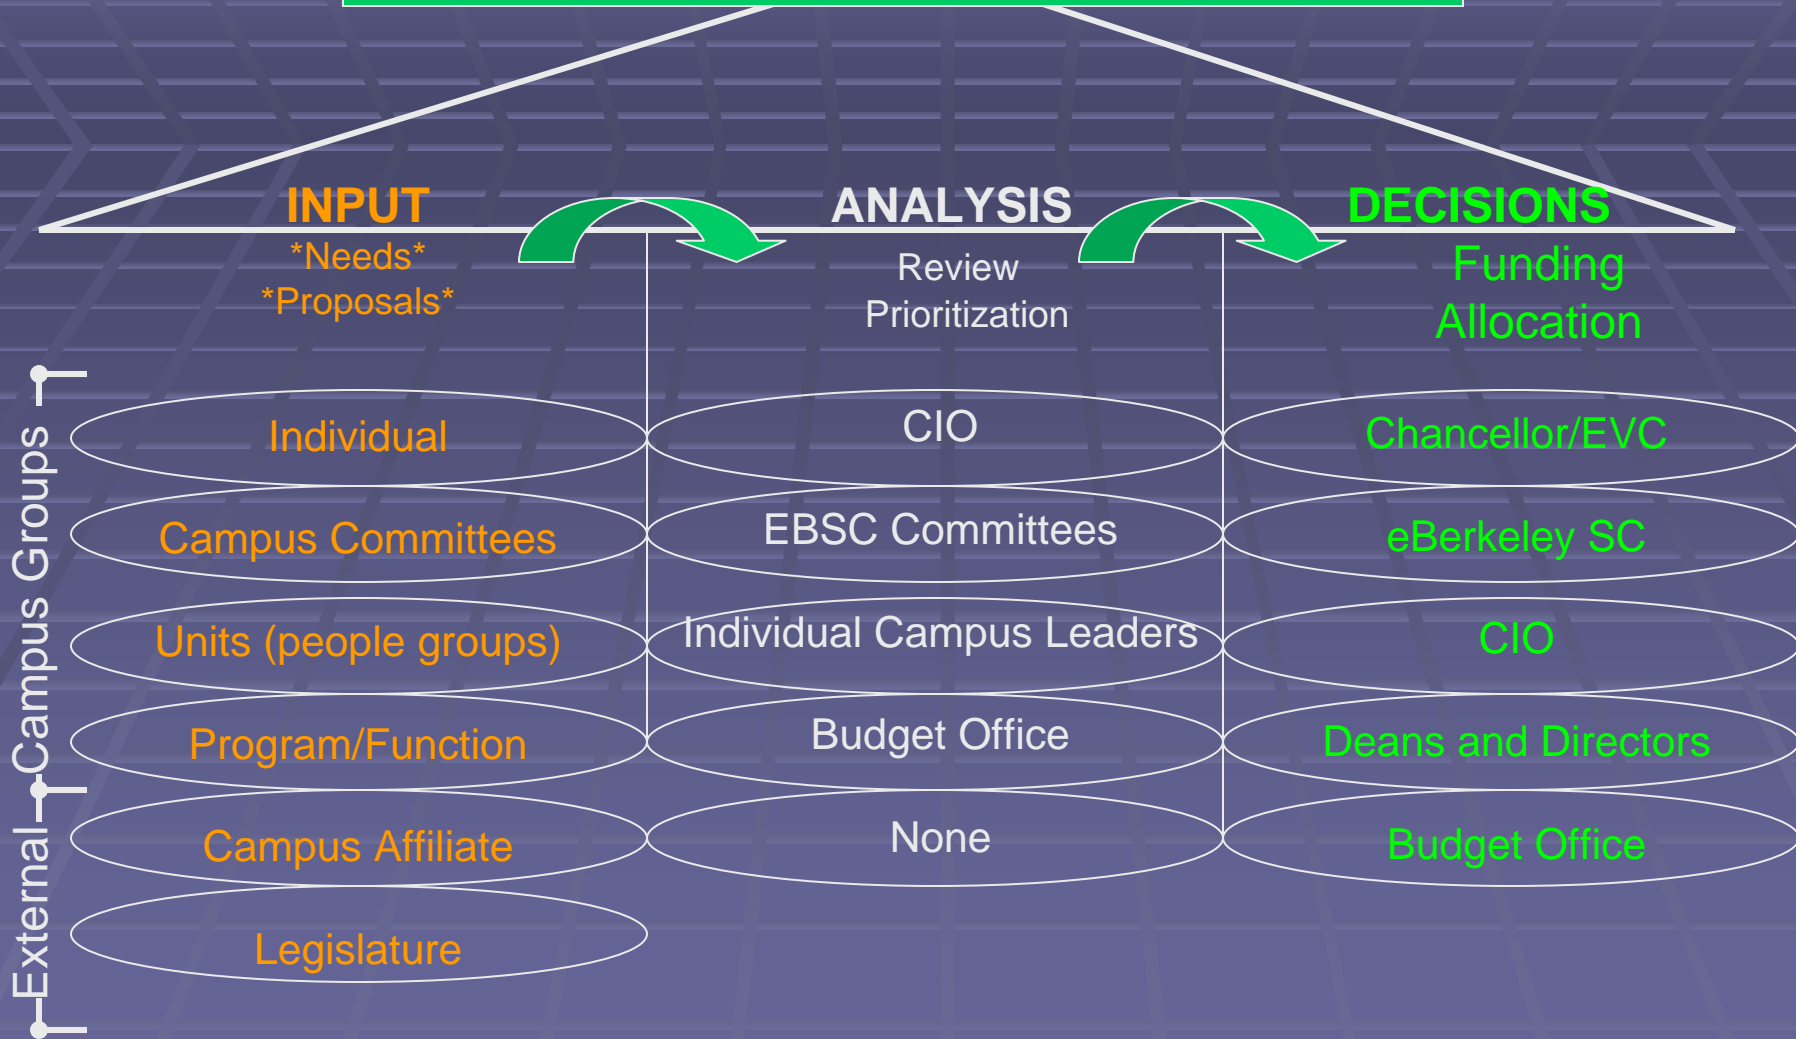 INPUT
*Needs*
*Proposals*
ANALYSIS
Review
Prioritization
DECISIONS
Funding
Allocation
Campus Groups
External
Individual
Campus Committees
Units (people groups)
Program/Function
Campus Affiliate
Legislature
CIO
EBSC Committees
Individual Campus Leaders
Budget Office
None
Chancellor/EVC
eBerkeley SC
CIO
Deans and Directors
Budget Office